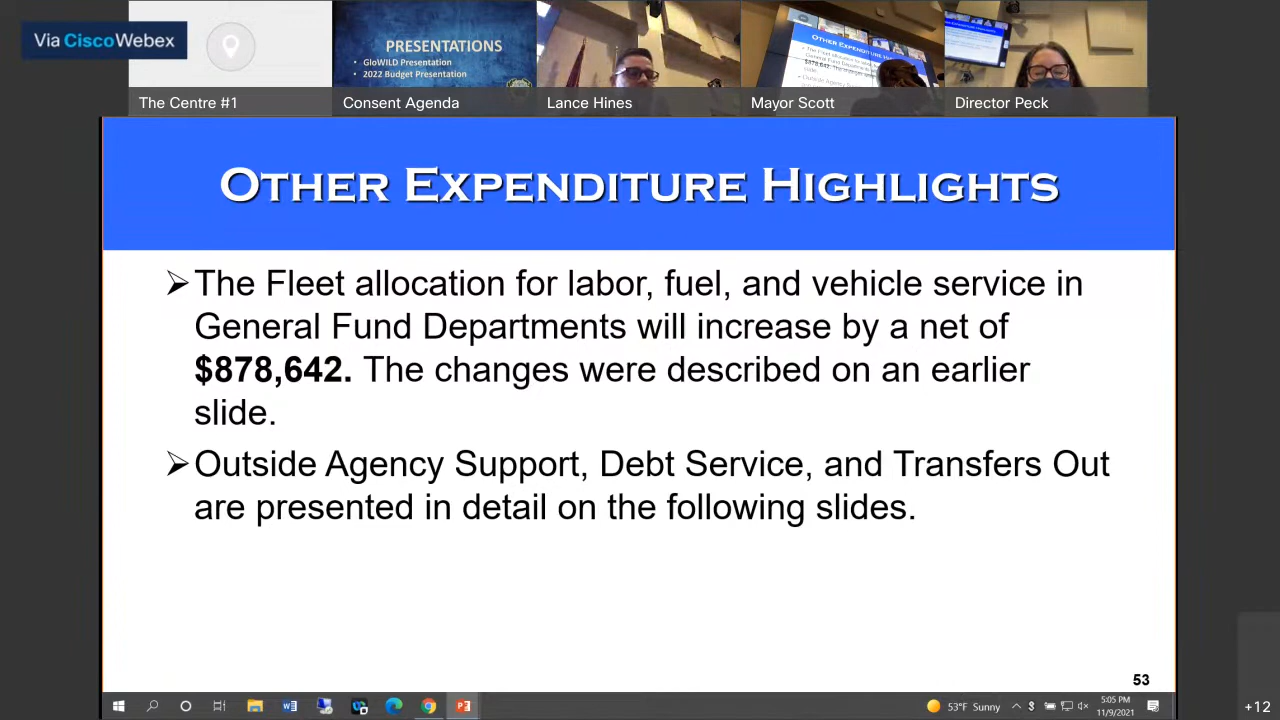 Via CiscoWebex
PRESENTATIONS
• GloWILD Presentation
• 2022 Budget Presentation
The Centre #1
Consent Agenda
Lance Hines
Mayor Scott
Director Peck
OTHER EXPENDITURE HIGHLIGHTS
➢The Fleet allocation for labor, fuel, and vehicle service in
General Fund Departments will increase by a net of
$878,642. The changes were described on an earlier
slide.
➢Outside Agency Support, Debt Service, and Transfers Out
are presented in detail on the following slides.
53
53°F Sunny
5:05 PM
11/9/2021
+12